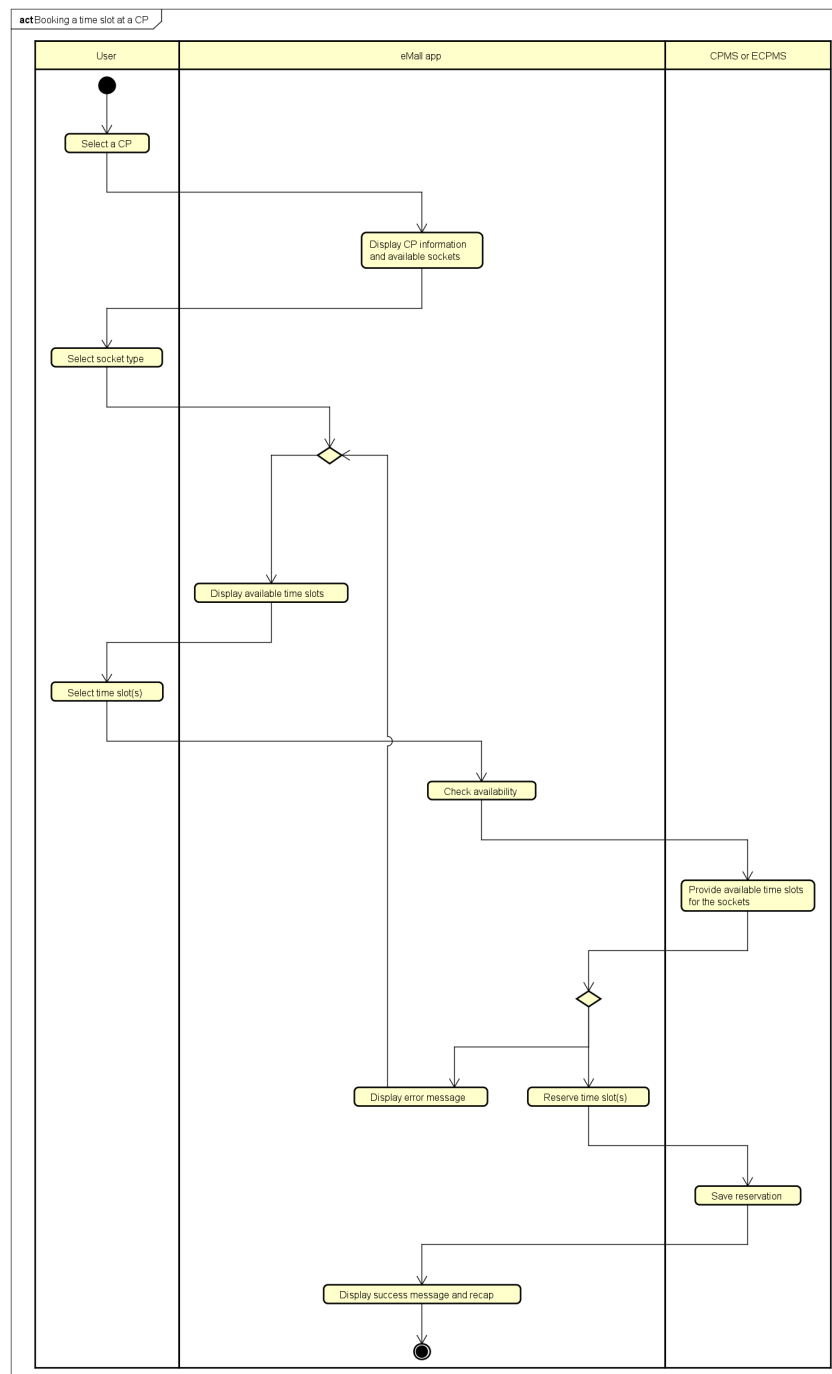 act Booking a time slot at a CP
User
eMall app
CPMS or ECPMS
Select a CP
Display CP information
and available sockets
Select socket type
Display available time slots
Select time slot(s)
Check availability
Provide available time slots
for the sockets
Display error message
Reserve time slot(s)
Save reservation
Display success message and recap